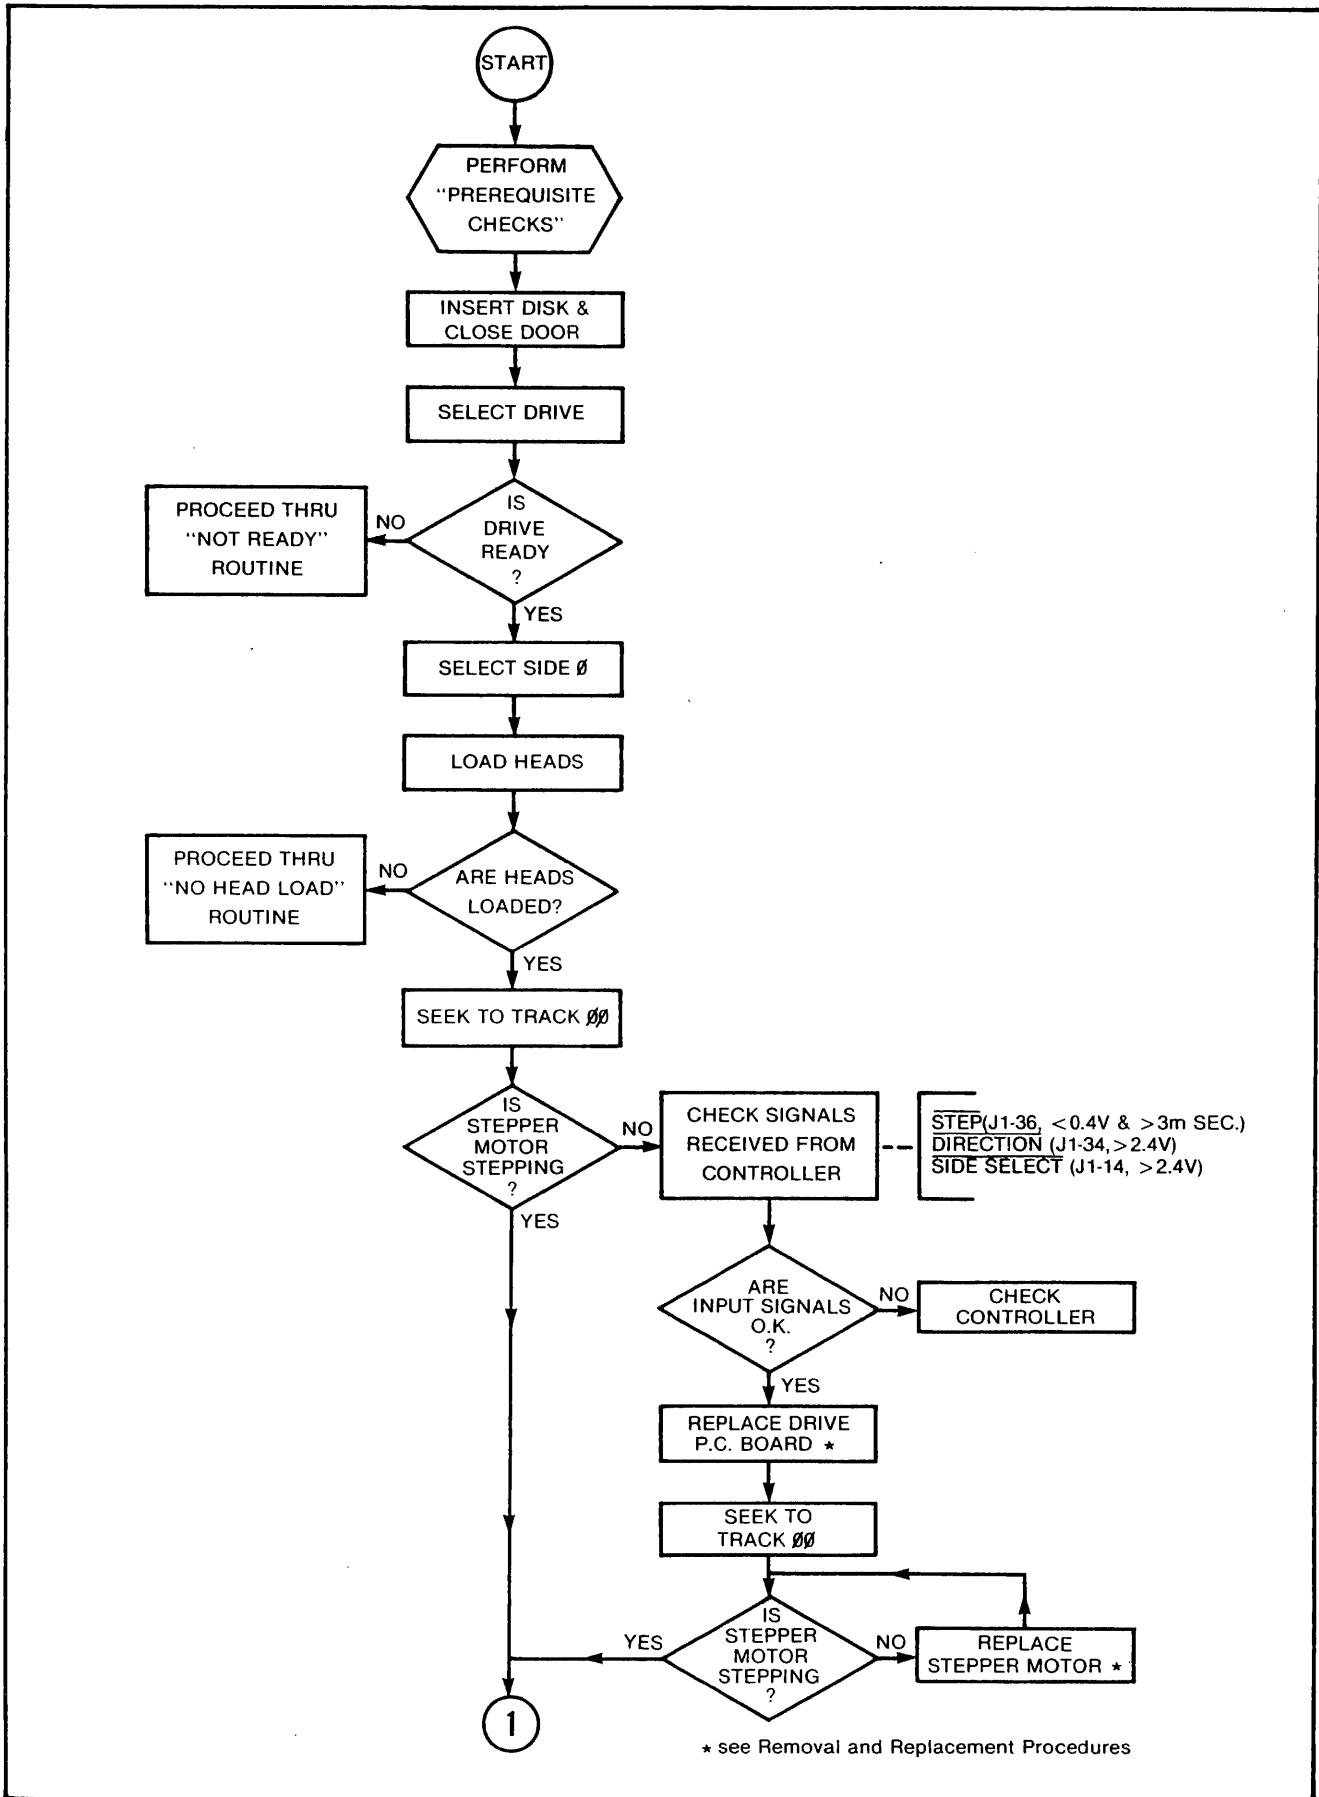 START
PERFORM
"PREREQUISITE
CHECKS"
INSERT DISK &
CLOSE DOOR
SELECT DRIVE
IS
DRIVE
READY
?
NO
PROCEED THRU
"NOT READY"
ROUTINE
YES
SELECT SIDE Ø
LOAD HEADS
ARE HEADS
LOADED?
NO
PROCEED THRU
"NO HEAD LOAD"
ROUTINE
YES
SEEK TO TRACK ØØ
IS
STEPPER
MOTOR
STEPPING
?
NO
CHECK SIGNALS
RECEIVED FROM
CONTROLLER
STEP(J1-36, <0.4V & >3m SEC.)
DIRECTION (J1-34,>2.4V)
SIDE SELECT (J1-14, >2.4V)
YES
ARE
INPUT SIGNALS
O.K.
?
NO
CHECK
CONTROLLER
YES
REPLACE DRIVE
P.C. BOARD *
SEEK TO
TRACK ØØ
IS
STEPPER
MOTOR
STEPPING
?
YES
NO
REPLACE
STEPPER MOTOR *
1
* see Removal and Replacement Procedures